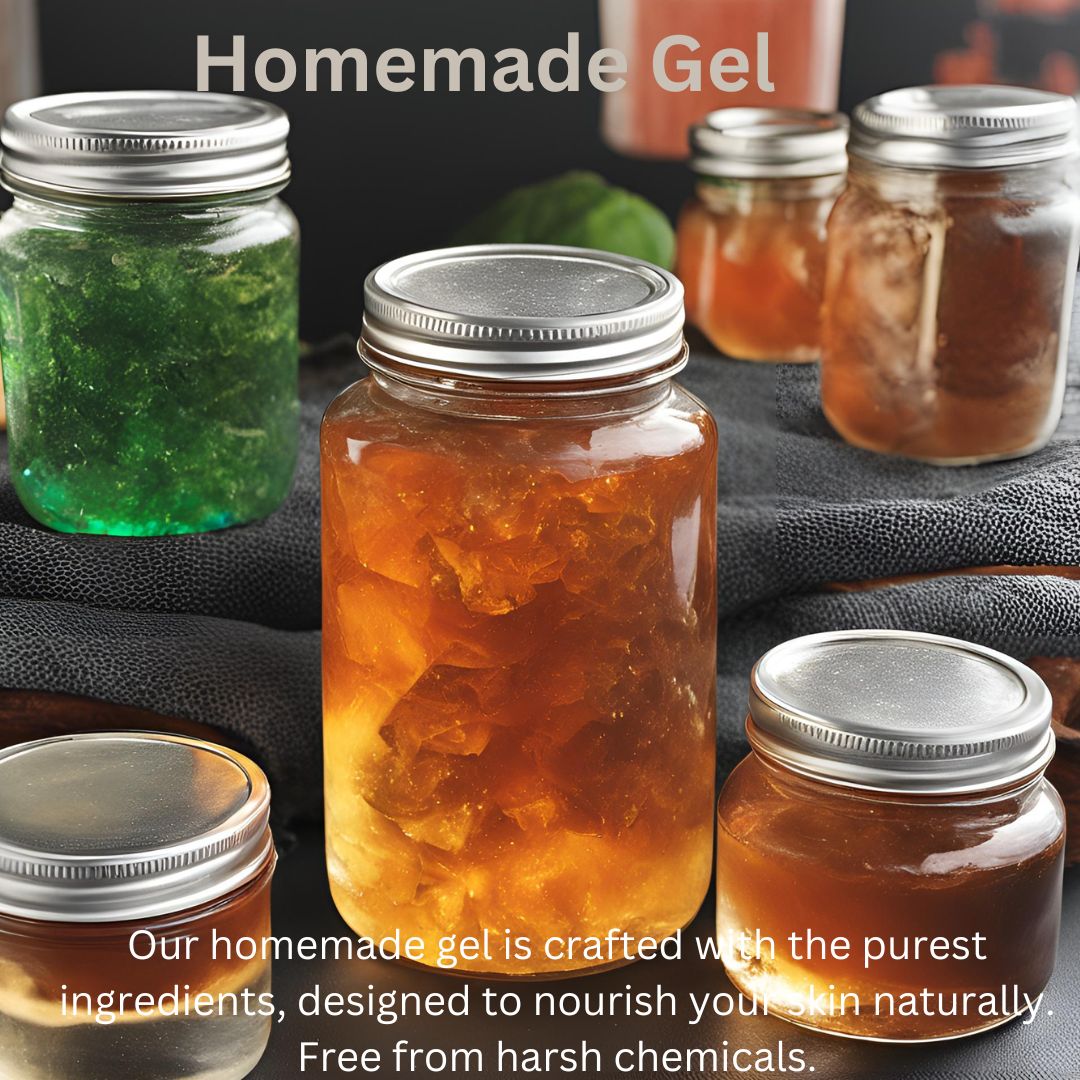 Homemade Gel
Our homemade gel is crafted with the purest
ingredients, designed to nourish your skin naturally.
Free from harsh chemicals.